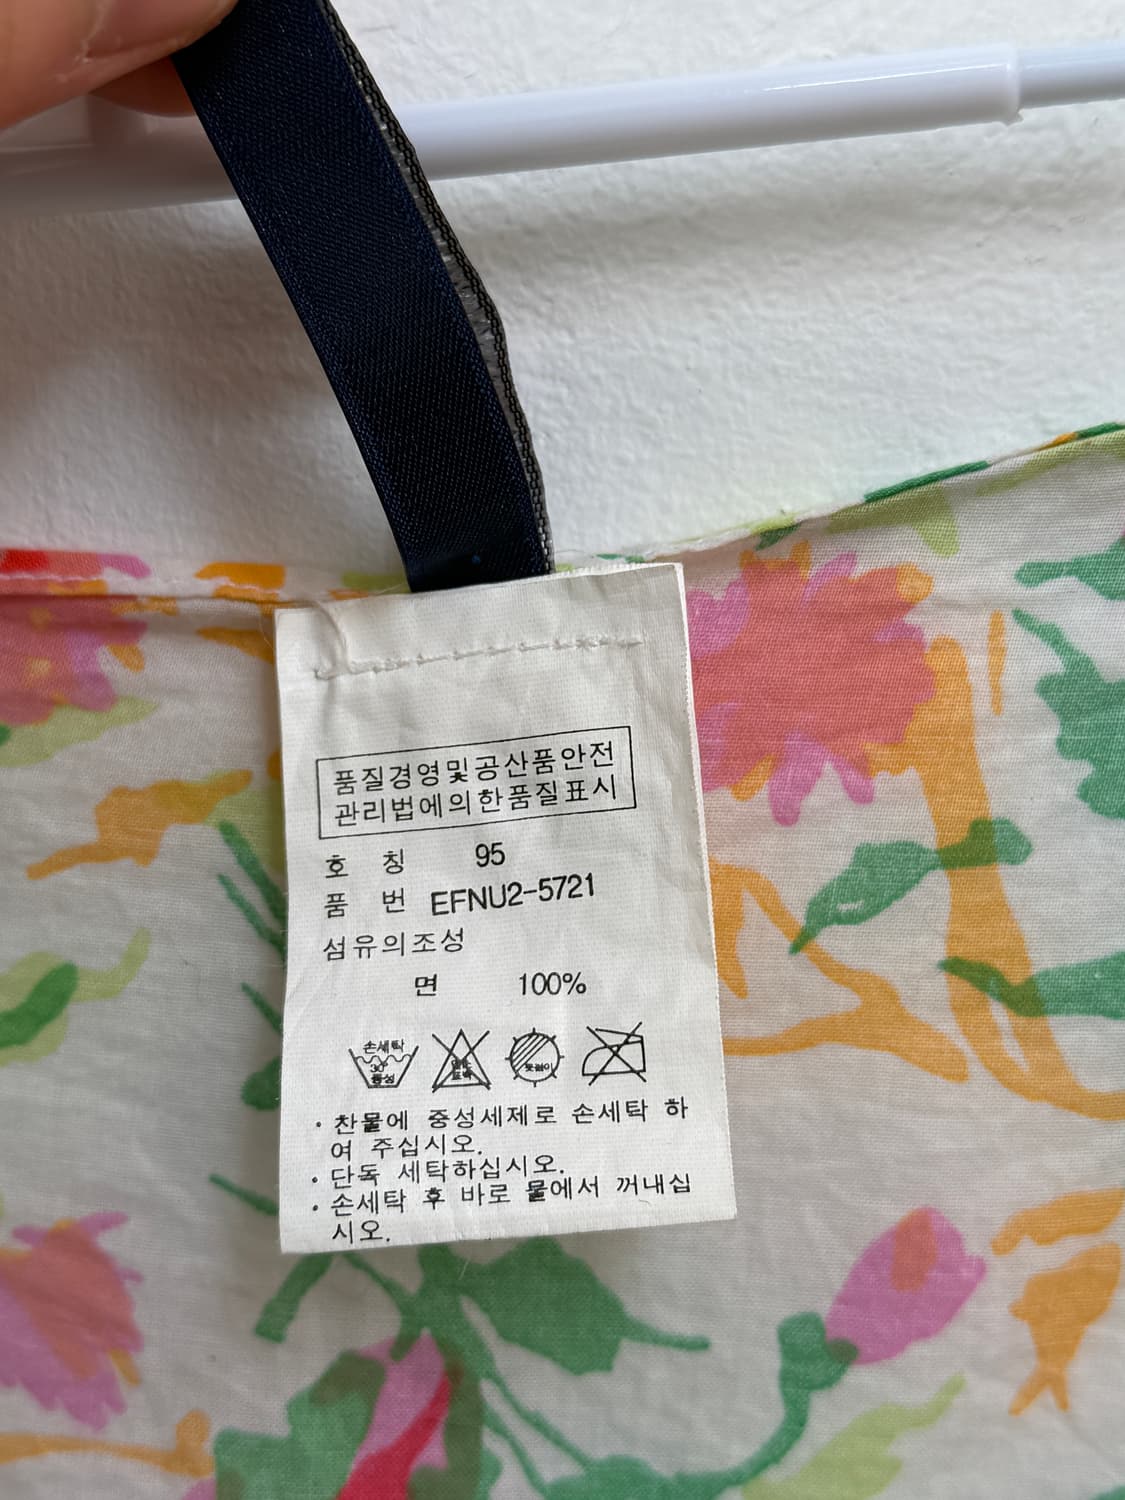 품질경영및공산품안전
관리법에의한품질표시
호 칭 95
품 번 EFNU2-5721
섬유의조성
면 100%
손세탁
30°
중성
옷걸이
· 찬물에 중성세제로 손세탁 하
여 주십시오.
· 단독 세탁하십시오.
· 손세탁 후 바로 물에서 꺼내십
시오.